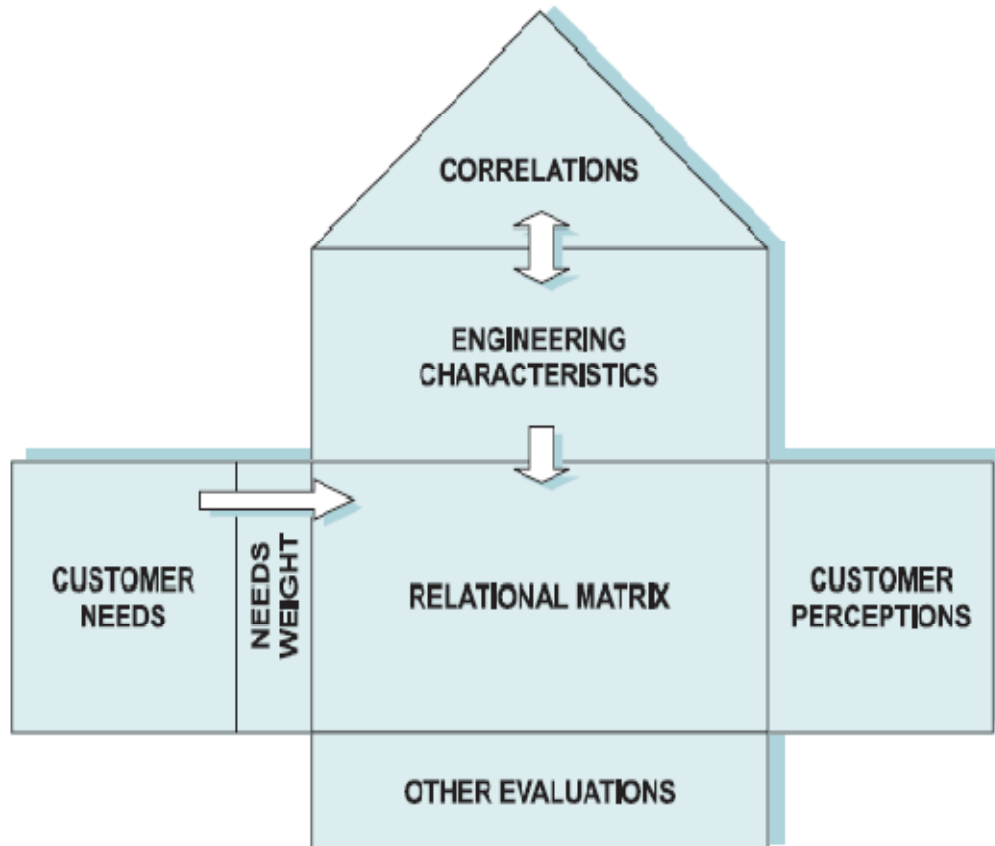 CORRELATIONS
ENGINEERING
CHARACTERISTICS
CUSTOMER
NEEDS
NEEDS
WEIGHT
RELATIONAL MATRIX
CUSTOMER
PERCEPTIONS
OTHER EVALUATIONS